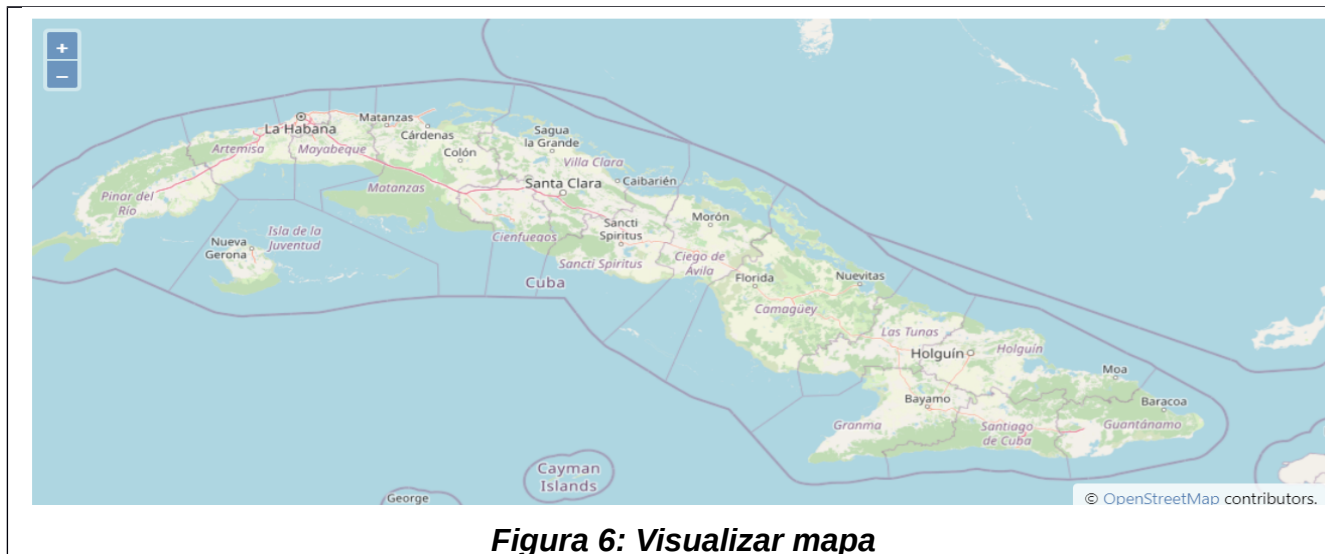 +
–
La Habana
Matanzas
Cárdenas
Sagua
la Grande
Artemisa
Mayabeque
Colón
Villa Clara
Pinar del
Río
Matanzas
Santa Clara
Caibarién
Isla de la
Juventud
Nueva
Gerona
Cienfuegos
Sancti
Spiritus
Morón
Sancti Spiritus
Ciego de
Ávila
Cuba
Florida
Nuevitas
Camagüey
Las Tunas
Holguín
Holguín
Moa
Bayamo
Baracoa
Granma
Santiago
de Cuba
Guantánamo
Cayman
Islands
George
© OpenStreetMap contributors.
Figura 6: Visualizar mapa